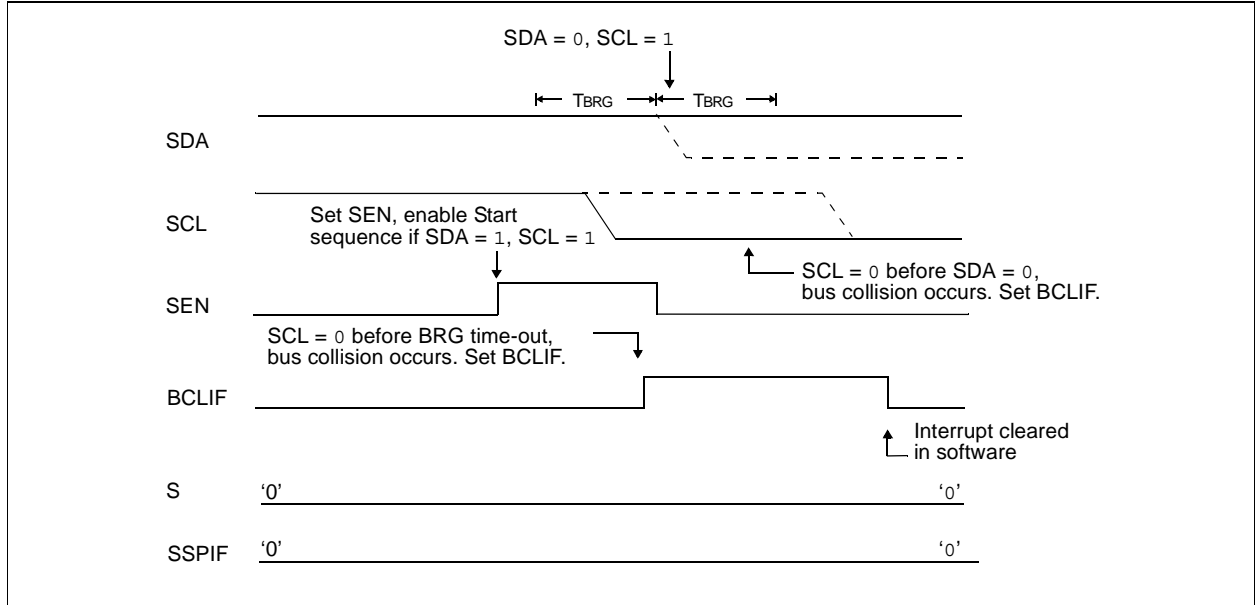 SDA = 0, SCL = 1
TBRG TBRG
SDA
SCL
Set SEN, enable Start
sequence if SDA = 1, SCL = 1
SCL = 0 before SDA = 0,
bus collision occurs. Set BCLIF.
SEN
SCL = 0 before BRG time-out,
bus collision occurs. Set BCLIF.
BCLIF
Interrupt cleared
in software
S ‘0’ ‘0’
SSPIF ‘0’ ‘0’